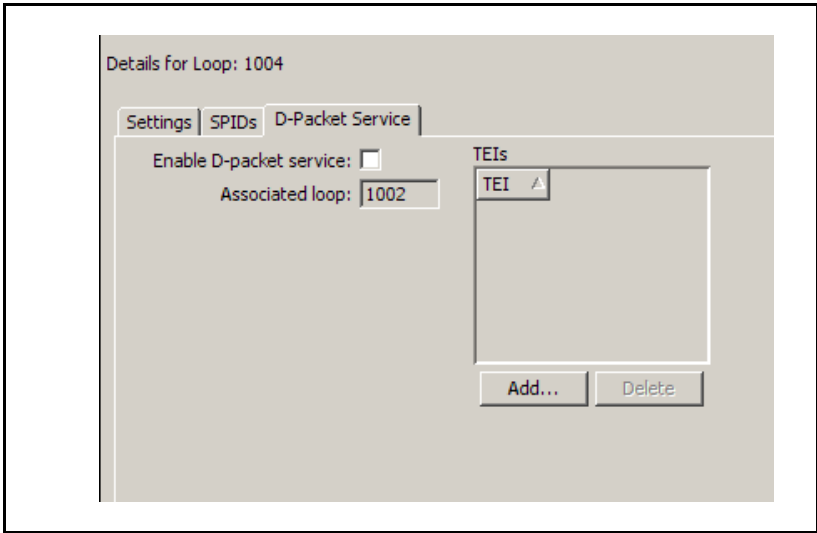 Details for Loop: 1004
Settings SPIDs D-Packet Service
Enable D-packet service:
Associated loop: 1002
TEIs
TEI
Add... Delete